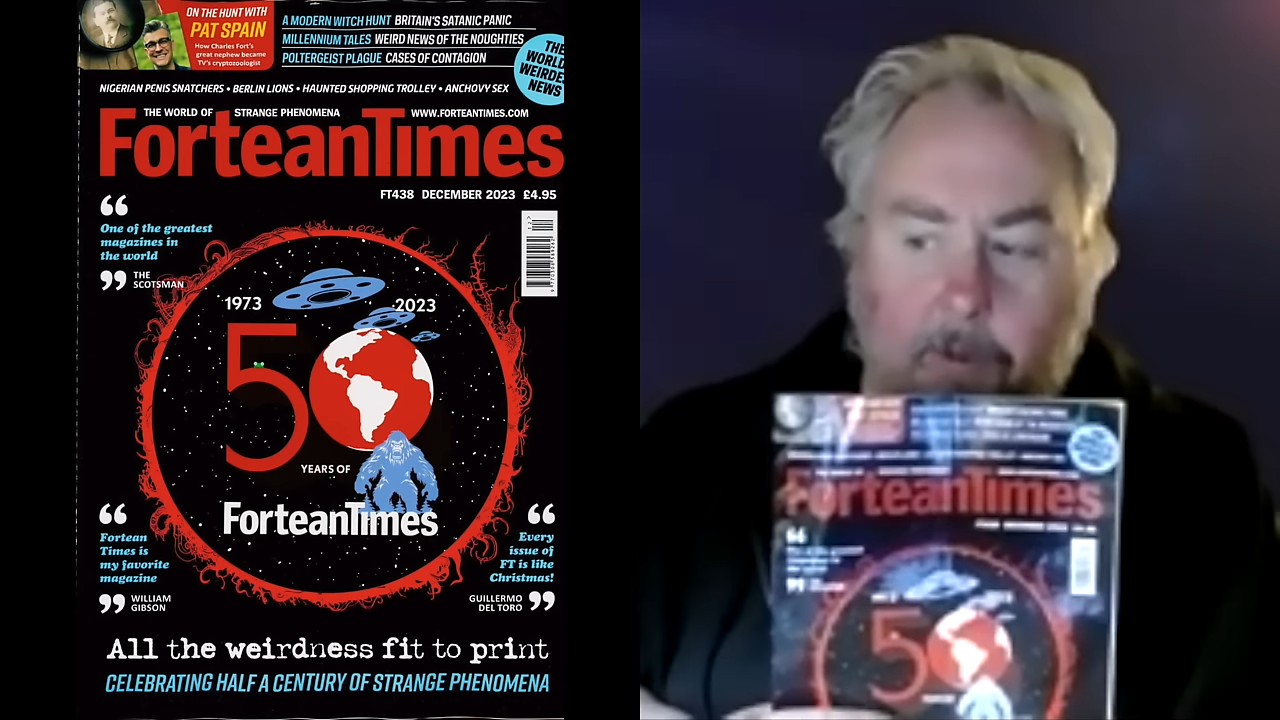 ON THE HUNT WITH
PAT SPAIN
How Charles Fort's
great nephew became
TV's cryptozoologist
A MODERN WITCH HUNT BRITAIN'S SATANIC PANIC
MILLENNIUM TALES WEIRD NEWS OF THE NOUGHTIES
POLTERGEIST PLAGUE CASES OF CONTAGION
THE
WORLD
WEIRDE
NEWS
NIGERIAN PENIS SNATCHERS • BERLIN LIONS • HAUNTED SHOPPING TROLLEY • ANCHOVY SEX
THE WORLD OF STRANGE PHENOMENA WWW.FORTEANTIMES.COM
ForteanTimes
FT438 DECEMBER 2023 £4.95
“
One of the greatest
magazines in
the world
” THE
SCOTSMAN
1973 2023
50
YEARS OF
ForteanTimes
“
Fortean
Times is
my favorite
magazine
” WILLIAM
GIBSON
“
Every
issue of
FT is like
Christmas!
GUILLERMO
DEL TORO ”
All the weirdness fit to print
CELEBRATING HALF A CENTURY OF STRANGE PHENOMENA
ForteanTimes
50